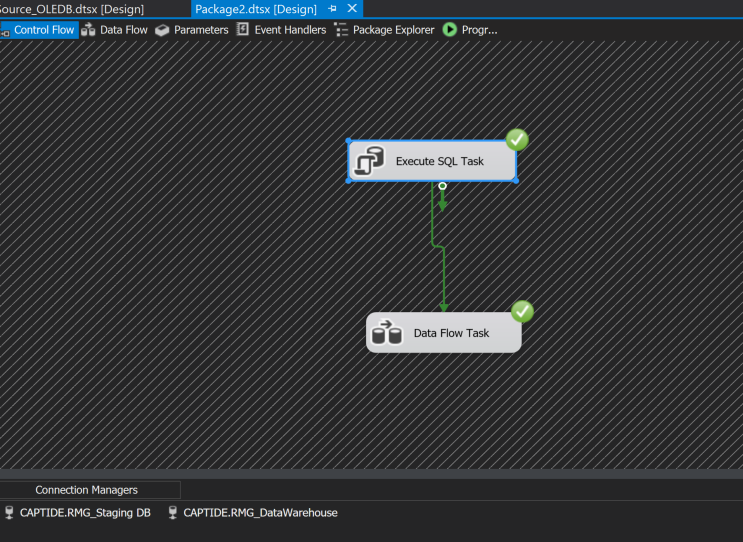 Source_OLEDB.dtsx [Design] Package2.dtsx [Design]
Control Flow Data Flow Parameters Event Handlers Package Explorer Progr...
Execute SQL Task
Data Flow Task
Connection Managers
CAPTIDE.RMG_Staging DB CAPTIDE.RMG_DataWarehouse